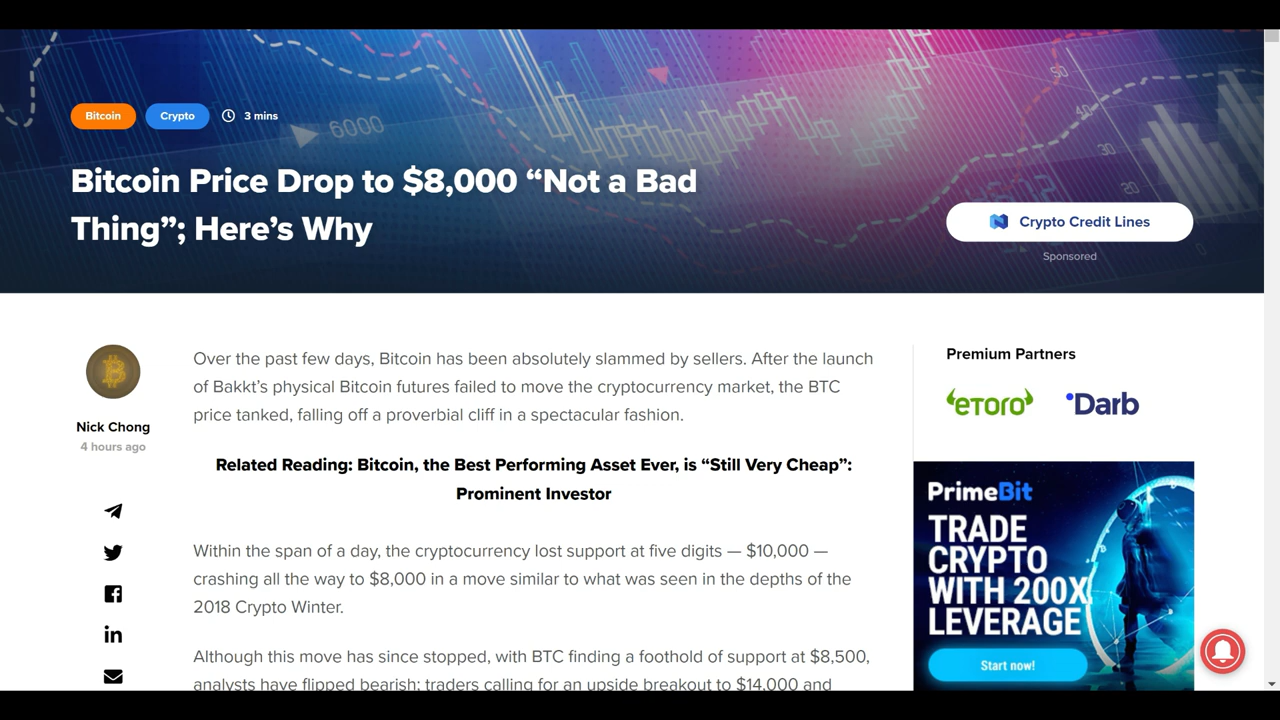 Bitcoin
Crypto
3 mins
6000
50
40
30
20
0
Bitcoin Price Drop to $8,000 “Not a Bad
Thing”; Here’s Why
Crypto Credit Lines
Sponsored
Nick Chong
4 hours ago
Over the past few days, Bitcoin has been absolutely slammed by sellers. After the launch
of Bakkt’s physical Bitcoin futures failed to move the cryptocurrency market, the BTC
price tanked, falling off a proverbial cliff in a spectacular fashion.
Related Reading: Bitcoin, the Best Performing Asset Ever, is “Still Very Cheap”:
Prominent Investor
Within the span of a day, the cryptocurrency lost support at five digits — $10,000 —
crashing all the way to $8,000 in a move similar to what was seen in the depths of the
2018 Crypto Winter.
Although this move has since stopped, with BTC finding a foothold of support at $8,500,
analysts have flipped bearish; traders calling for an upside breakout to $14,000 and
Premium Partners
eToro
Darb
PrimeBit
TRADE
CRYPTO
WITH 200X
LEVERAGE
Start now!